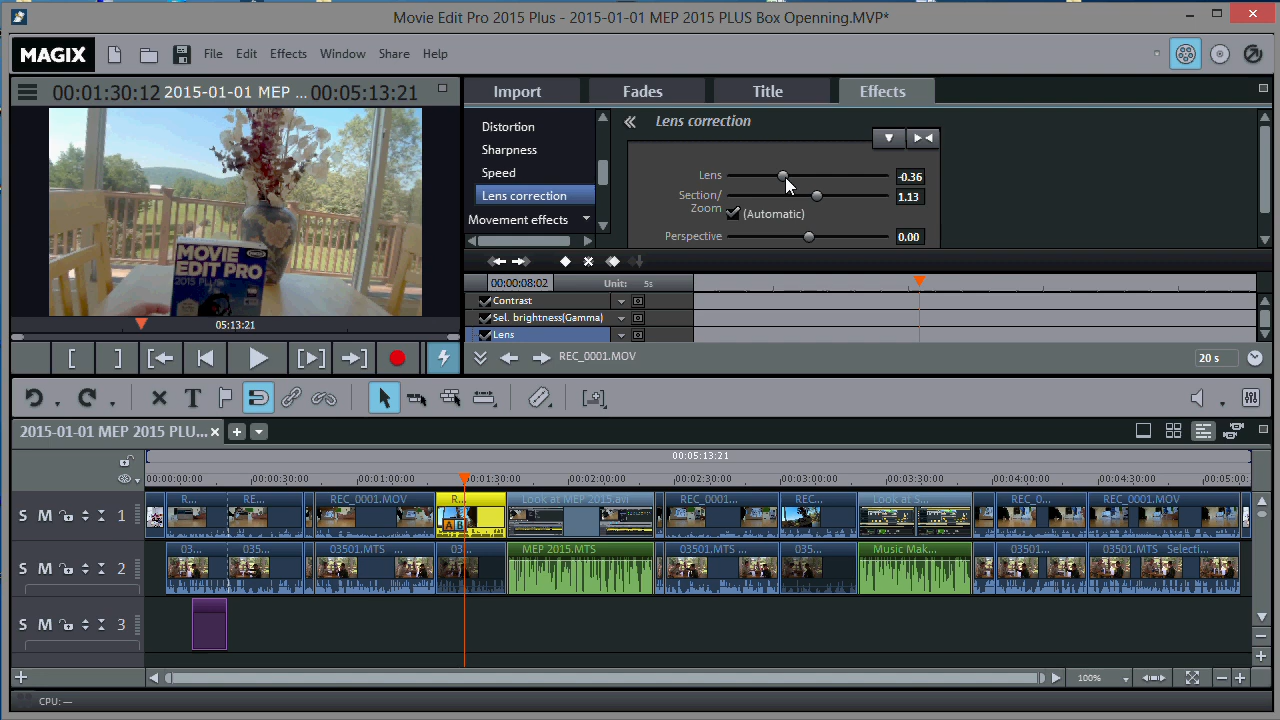 Movie Edit Pro 2015 Plus - 2015-01-01 MEP 2015 PLUS Box Openning.MVP*
MAGIX File Edit Effects Window Share Help
00:01:30:12 2015-01-01 MEP ... 00:05:13:21
Import Fades Title Effects
Distortion
Sharpness
Speed
Lens correction
Movement effects
Lens correction
Lens -0.36
Section/
Zoom 1.13
(Automatic)
Perspective 0.00
MOVIE
EDIT PRO
2015 PLUS
05:13:21
00:00:08:02 Unit: 5s
Contrast
Sel. brightness(Gamma)
Lens
REC_0001.MOV 20 s
2015-01-01 MEP 2015 PLU...
00:05:13:21
00:00:00:00 00:00:30:00 00:01:00:00 00:01:30:00 00:02:00:00 00:02:30:00 00:03:00:00 00:03:30:00 00:04:00:00 00:04:30:00 00:05:00:
S M 1
R... RE... REC_0001.MOV R... Look at MEP 2015.avi REC_0001... REC... Look at S... REC_0... REC_0001.MOV
A B
S M 2
03... 035... 03501.MTS ... 03... MEP 2015.MTS 03501.MTS ... 035... Music Mak... 03501... 03501.MTS Selecti...
S M 3
100%
CPU: —